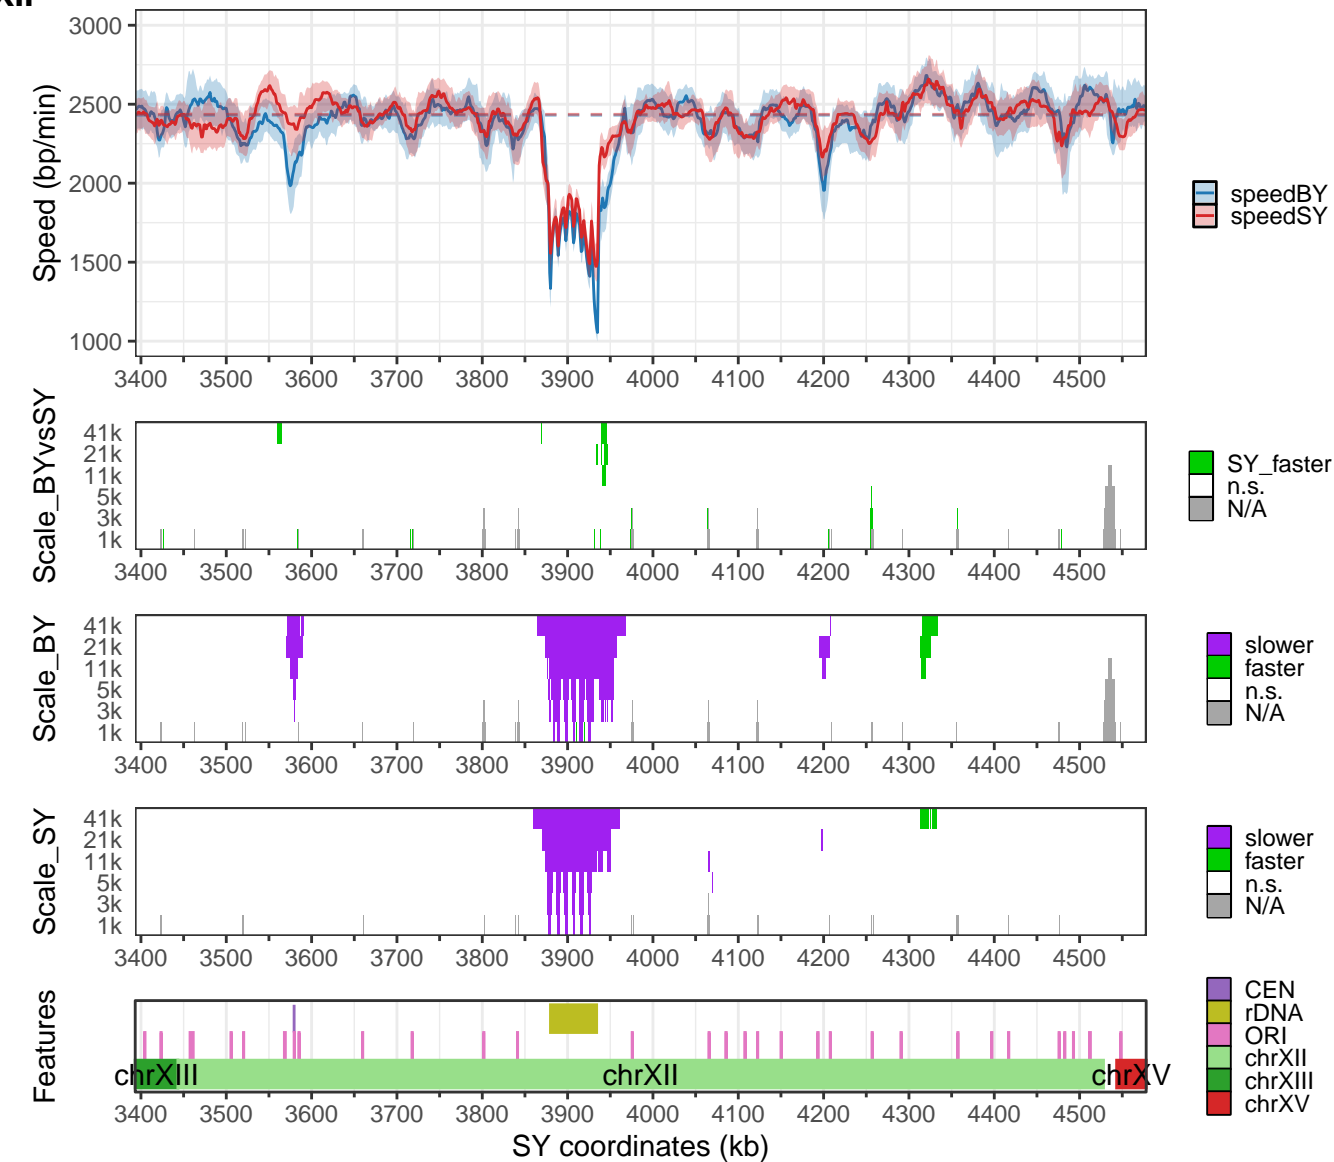 3000
2500
2000
1500
1000
Speed (bp/min)
3400 3500 3600 3700 3800 3900 4000 4100 4200 4300 4400 4500
speedBY
speedSY
Scale_BYvsSY
41k
21k
11k
5k
3k
1k
3400 3500 3600 3700 3800 3900 4000 4100 4200 4300 4400 4500
SY_faster
n.s.
N/A
Scale_BY
41k
21k
11k
5k
3k
1k
3400 3500 3600 3700 3800 3900 4000 4100 4200 4300 4400 4500
slower
faster
n.s.
N/A
Scale_SY
41k
21k
11k
5k
3k
1k
3400 3500 3600 3700 3800 3900 4000 4100 4200 4300 4400 4500
slower
faster
n.s.
N/A
Features
chrXIII chrXII chrXV
3400 3500 3600 3700 3800 3900 4000 4100 4200 4300 4400 4500
SY coordinates (kb)
CEN
rDNA
ORI
chrXII
chrXIII
chrXV